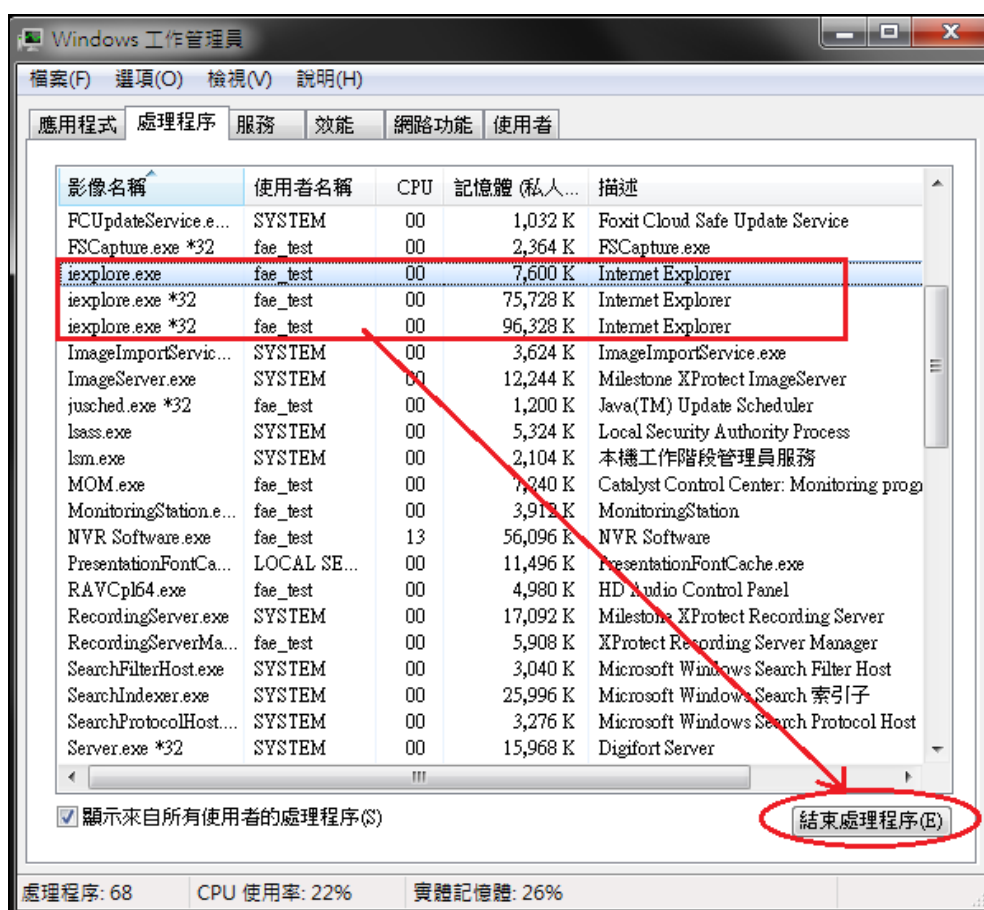 Windows 工作管理員
檔案(F) 選項(O) 檢視(V) 說明(H)
應用程式 處理程序 服務 效能 網路功能 使用者
影像名稱 使用者名稱 CPU 記憶體 (私人... 描述
FCUpdateService.e... SYSTEM 00 1,032 K Foxit Cloud Safe Update Service
FSCapture.exe *32 fae_test 00 2,364 K FSCapture.exe
iexplore.exe fae_test 00 7,600 K Internet Explorer
iexplore.exe *32 fae_test 00 75,728 K Internet Explorer
iexplore.exe *32 fae_test 00 96,328 K Internet Explorer
ImageImportServic... SYSTEM 00 3,624 K ImageImportService.exe
ImageServer.exe SYSTEM 00 12,244 K Milestone XProtect ImageServer
jusched.exe *32 fae_test 00 1,200 K Java(TM) Update Scheduler
lsass.exe SYSTEM 00 5,324 K Local Security Authority Process
lsm.exe SYSTEM 00 2,104 K 本機工作階段管理員服務
MOM.exe fae_test 00 7,240 K Catalyst Control Center: Monitoring progr
MonitoringStation.e... fae_test 00 3,912 K MonitoringStation
NVR Software.exe fae_test 13 56,096 K NVR Software
PresentationFontCa... LOCAL SE... 00 11,496 K PresentationFontCache.exe
RAVCpl64.exe fae_test 00 4,980 K HD Audio Control Panel
RecordingServer.exe SYSTEM 00 17,092 K Milestone XProtect Recording Server
RecordingServerMa... fae_test 00 5,908 K XProtect Recording Server Manager
SearchFilterHost.exe SYSTEM 00 3,040 K Microsoft Windows Search Filter Host
SearchIndexer.exe SYSTEM 00 25,996 K Microsoft Windows Search 索引子
SearchProtocolHost.... SYSTEM 00 3,276 K Microsoft Windows Search Protocol Host
Server.exe *32 SYSTEM 00 15,968 K Digifort Server
顯示來自所有使用者的處理程序(S) 結束處理程序(E)
處理程序: 68 CPU 使用率: 22% 實體記憶體: 26%